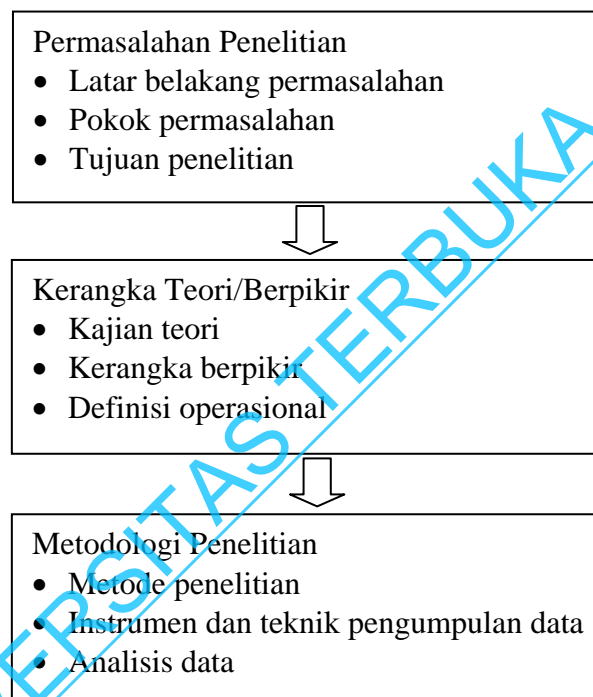 Permasalahan Penelitian
• Latar belakang permasalahan
• Pokok permasalahan
• Tujuan penelitian
Kerangka Teori/Berpikir
• Kajian teori
• Kerangka berpikir
• Definisi operasional
Metodologi Penelitian
• Metode penelitian
• Instrumen dan teknik pengumpulan data
• Analisis data
ERSITAS TERBUKA